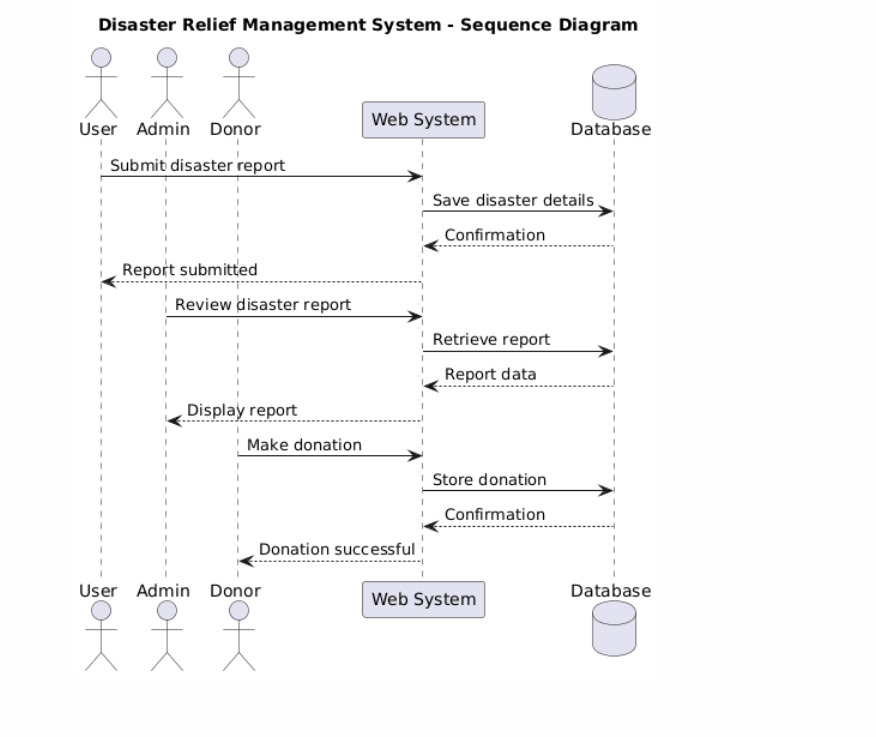 Disaster Relief Management System - Sequence Diagram
User Admin Donor Web System Database
Submit disaster report
Save disaster details
Confirmation
Report submitted
Review disaster report
Retrieve report
Report data
Display report
Make donation
Store donation
Confirmation
Donation successful
User Admin Donor Web System Database